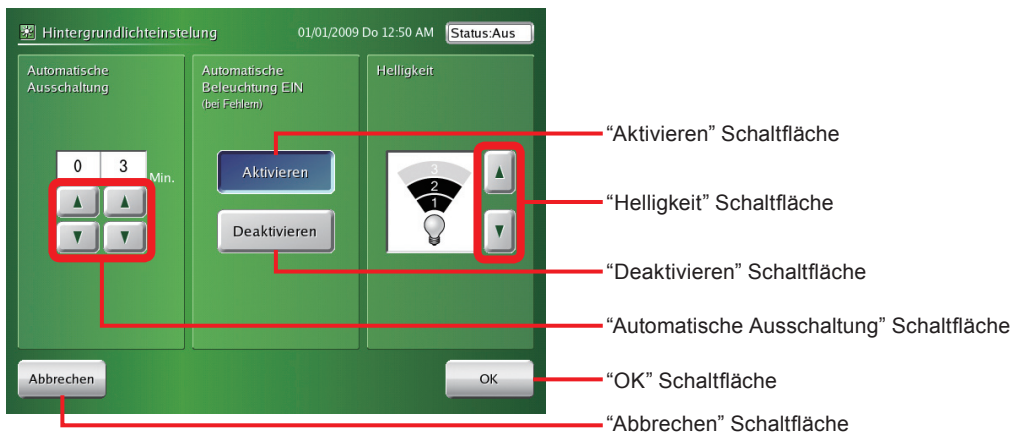 Hintergrundlichteinstelung
01/01/2009 Do 12:50 AM
Status:Aus
Automatische
Ausschaltung
0 3 Min.
Automatische
Beleuchtung EIN
(bei Fehlern)
Aktivieren
Deaktivieren
Helligkeit
3
2
1
Abbrechen
OK
“Aktivieren” Schaltfläche
“Helligkeit” Schaltfläche
“Deaktivieren” Schaltfläche
“Automatische Ausschaltung” Schaltfläche
“OK” Schaltfläche
“Abbrechen” Schaltfläche